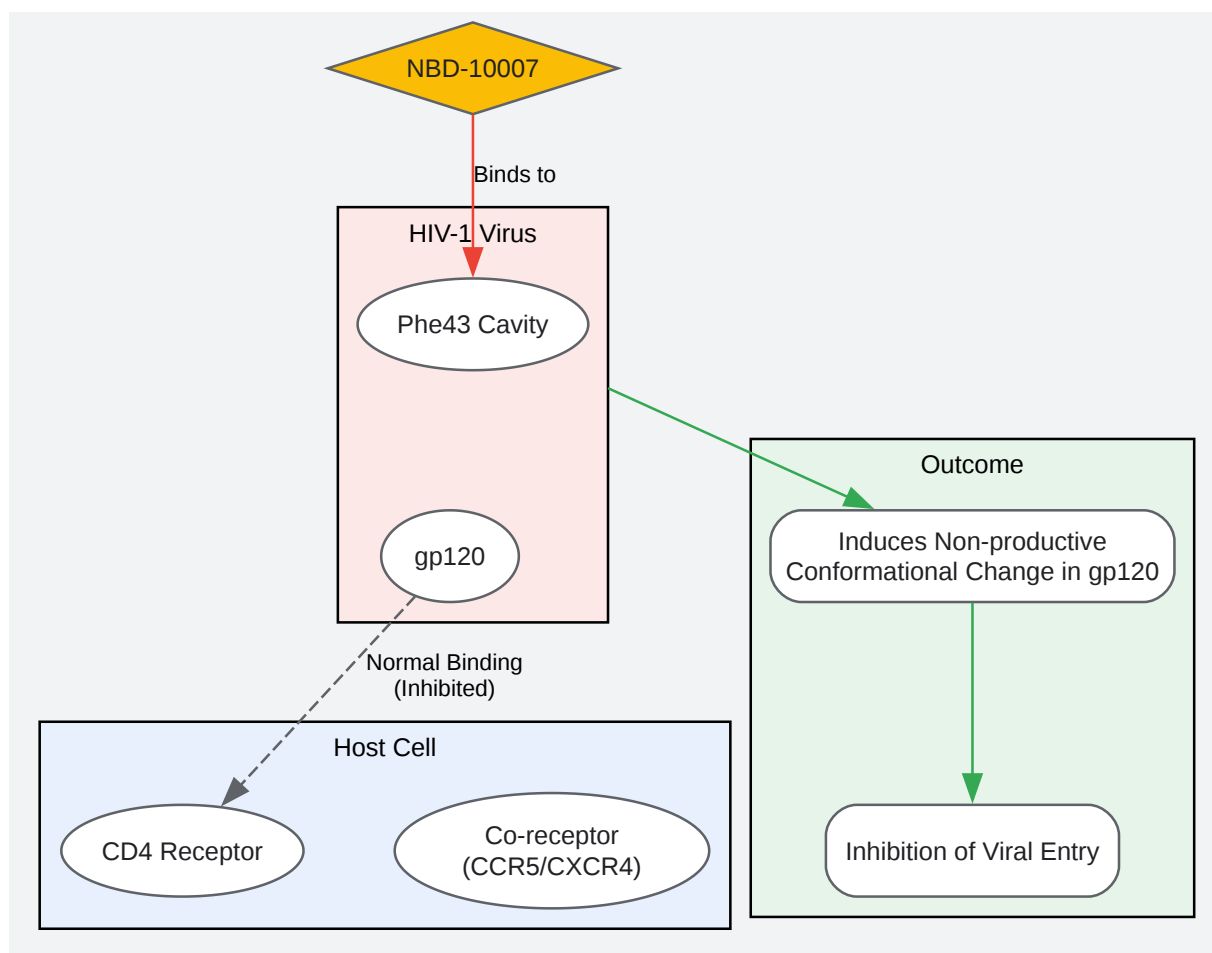 NBD-10007
Binds to
HIV-1 Virus
Phe43 Cavity
gp120
Normal Binding
(Inhibited)
Host Cell
CD4 Receptor
Co-receptor
(CCR5/CXCR4)
Outcome
Induces Non-productive
Conformational Change in gp120
Inhibition of Viral Entry